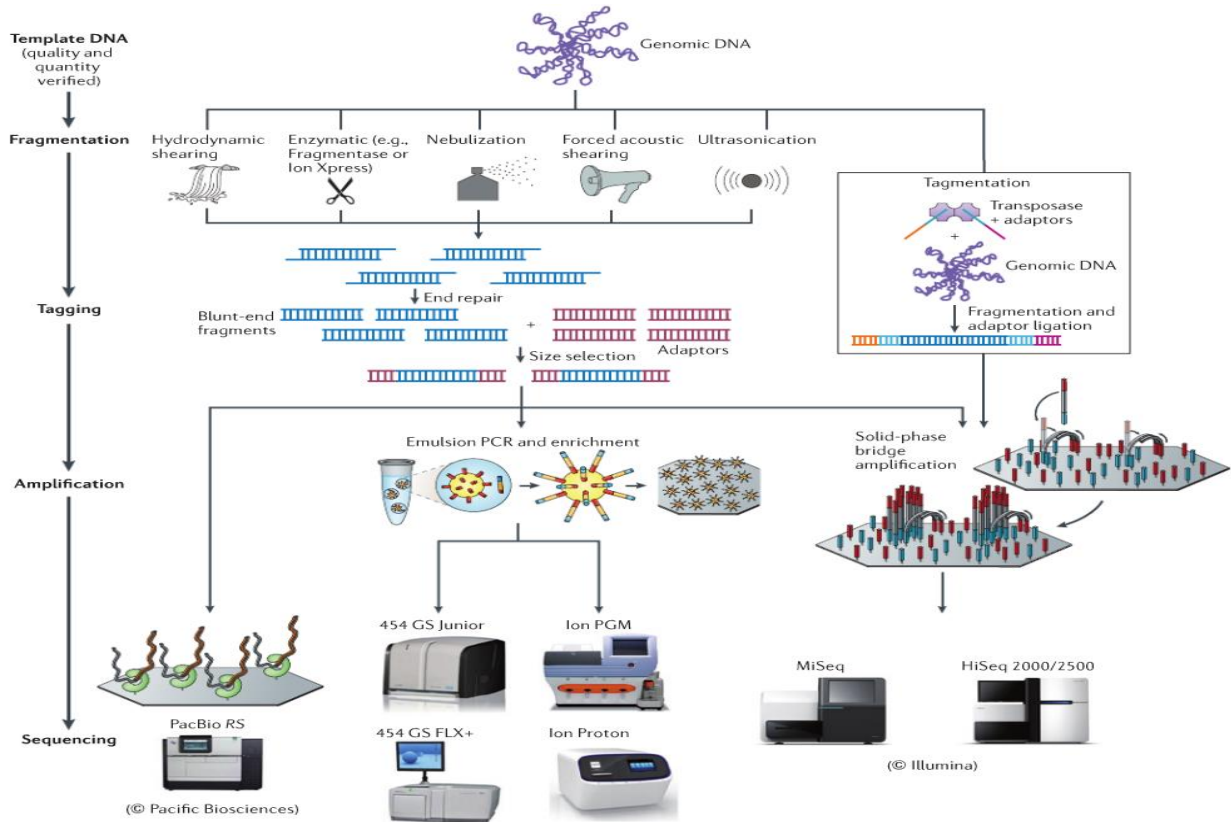 Template DNA
(quality and
quantity
verified)
Genomic DNA
Fragmentation
Hydrodynamic
shearing
Enzymatic (e.g.,
Fragmentase or
Ion Xpress)
Nebulization
Forced acoustic
shearing
Ultrasonication
Tagmentation
Transposase
+ adaptors
+
Genomic DNA
Fragmentation and
adaptor ligation
Tagging
End repair
Blunt-end
fragments
+
Adaptors
Size selection
Amplification
Emulsion PCR and enrichment
Solid-phase
bridge
amplification
Sequencing
PacBio RS
(© Pacific Biosciences)
454 GS Junior
Ion PGM
454 GS FLX+
Ion Proton
MiSeq
HiSeq 2000/2500
(© Illumina)